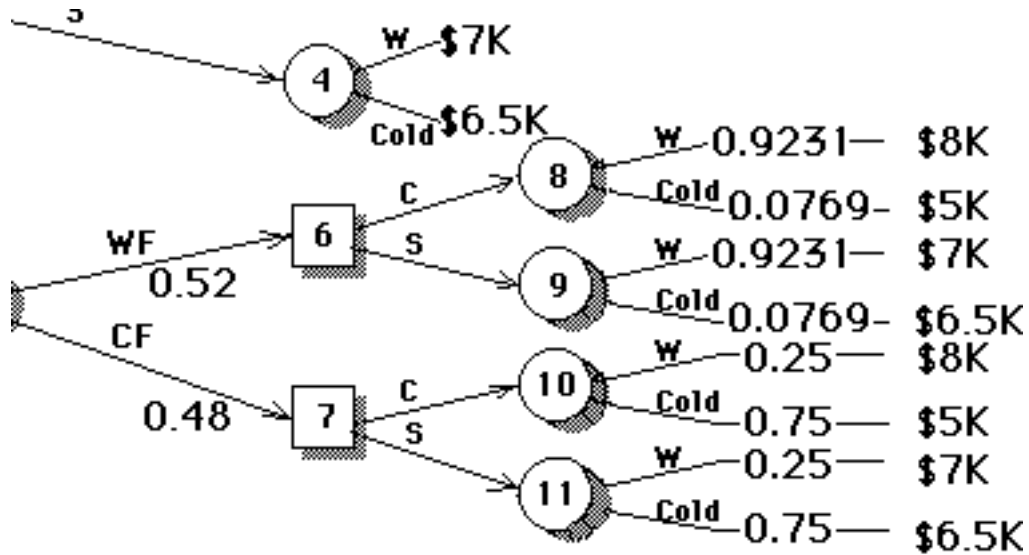 S
W $7K
4
Cold $6.5K
W 0.9231 $8K
8
C
Cold 0.0769 $5K
6
WF
S
W 0.9231 $7K
0.52
9
Cold 0.0769 $6.5K
CF
W 0.25 $8K
10
C
0.48
7
Cold 0.75 $5K
S
W 0.25 $7K
11
Cold 0.75 $6.5K